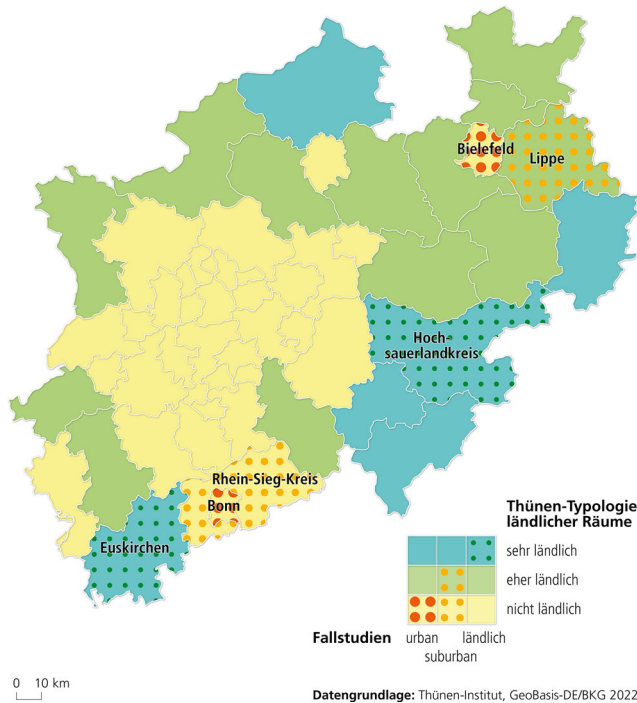 Bielefeld
Lippe
Hoch-
sauerlandkreis
Rhein-Sieg-Kreis
Bonn
Euskirchen
Thünen-Typologie
ländlicher Räume
sehr ländlich
eher ländlich
nicht ländlich
Fallstudien urban ländlich
suburban
0 10 km
Datengrundlage: Thünen-Institut, GeoBasis-DE/BKG 2022